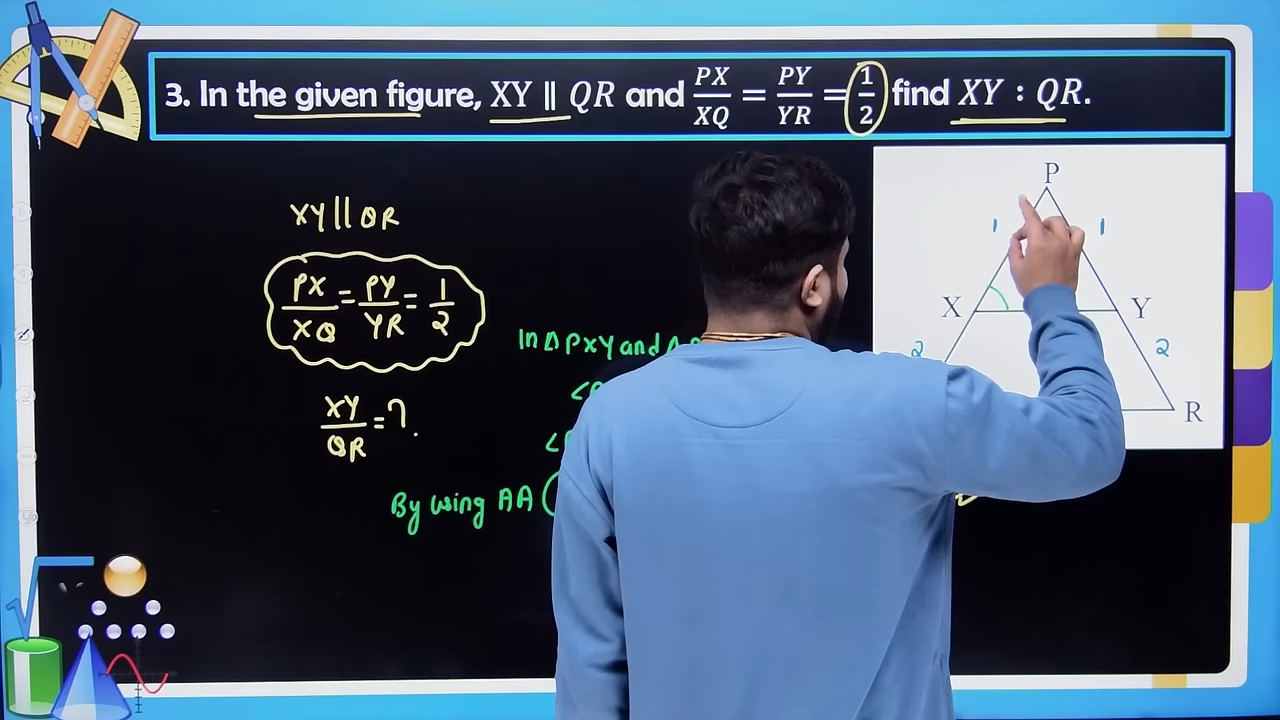 3. In the given figure, XY ∥ QR and PX/XQ = PY/YR = 1/2 find XY : QR.
XY || QR
PX/XQ = PY/YR = 1/2
XY/QR = ?
In Δ PXY and Δ
By using AA
P
1 1
X Y
2 2
R